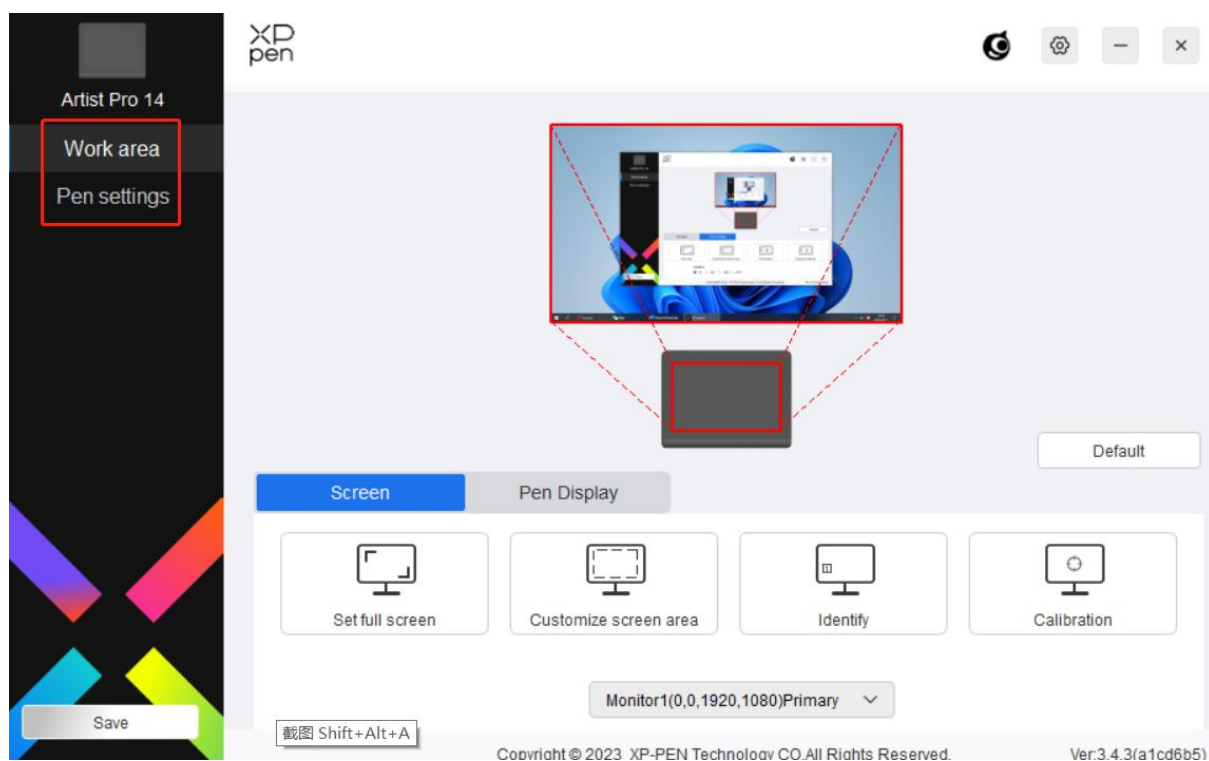 XP
pen
Artist Pro 14
Work area
Pen settings
Default
Screen
Pen Display
Set full screen
Customize screen area
Identify
Calibration
Monitor1(0,0,1920,1080)Primary
Save
截图 Shift+Alt+A
Copyright © 2023 XP-PEN Technology CO.All Rights Reserved.
Ver:3.4.3(a1cd6b5)